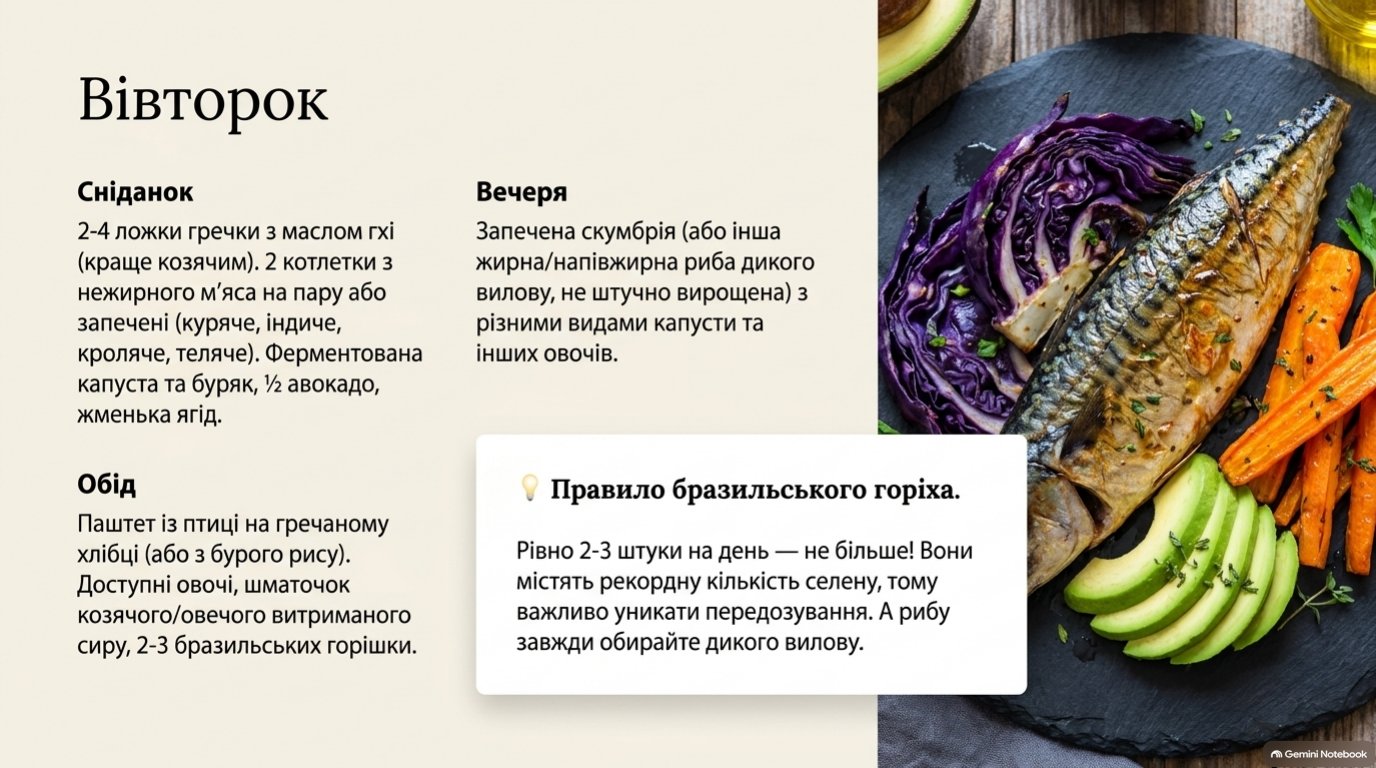 Вівторок
Сніданок
2-4 ложки гречки з маслом гхі
(краще козячим). 2 котлетки з
нежирного м’яса на пару або
запечені (куряче, індиче,
кроляче, теляче). Ферментована
капуста та буряк, ½ авокадо,
жменька ягід.
Обід
Паштет із птиці на гречаному
хлібці (або з бурого рису).
Доступні овочі, шматочок
козячого/овечого витриманого
сиру, 2-3 бразильських горішки.
Вечеря
Запечена скумбрія (або інша
жирна/напівжирна риба дикого
вилову, не штучно вирощена) з
різними видами капусти та
інших овочів.
Правило бразильського горіха.
Рівно 2-3 штуки на день — не більше! Вони
містять рекордну кількість селену, тому
важливо уникати передозування. А рибу
завжди обирайте дикого вилову.
Gemini Notebook